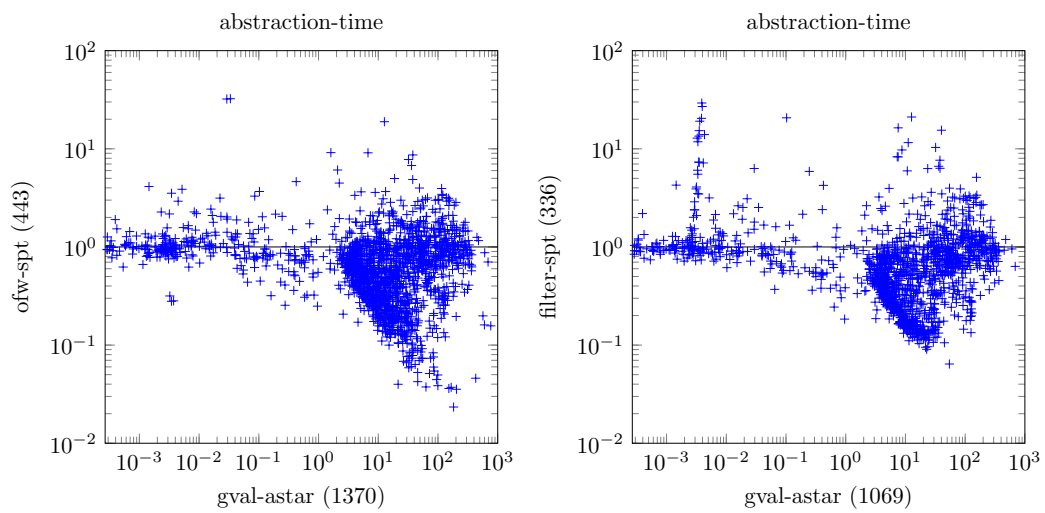 abstraction-time
10^2
10^1
10^0
10^−1
10^−2
10^−3 10^−2 10^−1 10^0 10^1 10^2 10^3
gval-astar (1370)
ofw-spt (443)
abstraction-time
10^2
10^1
10^0
10^−1
10^−2
10^−3 10^−2 10^−1 10^0 10^1 10^2 10^3
gval-astar (1069)
filter-spt (336)